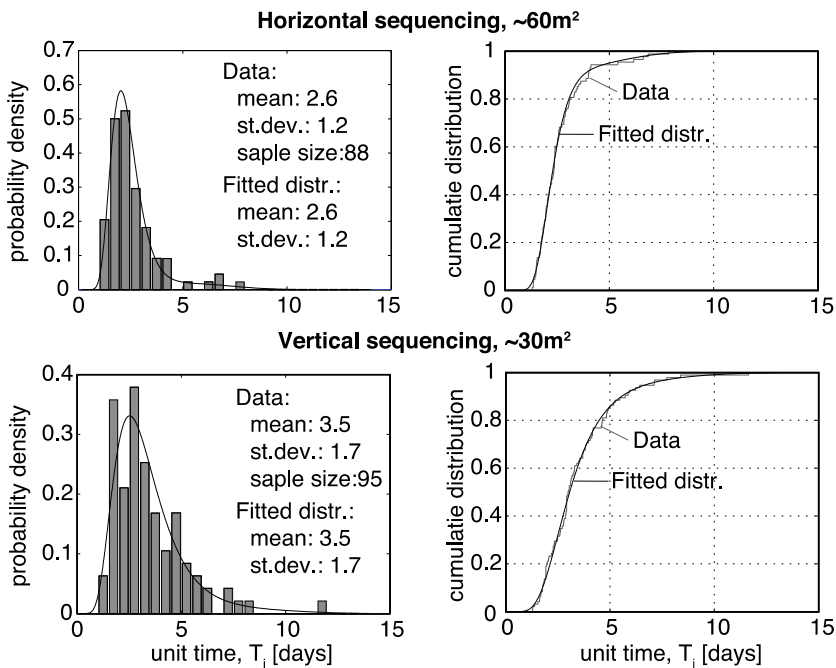 Horizontal sequencing, ~60m²
probability density
0.7
0.6
0.5
0.4
0.3
0.2
0.1
0
0
5
10
15
Data:
mean: 2.6
st.dev.: 1.2
saple size:88
Fitted distr.:
mean: 2.6
st.dev.: 1.2
cumulatie distribution
1
0.8
0.6
0.4
0.2
0
0
5
10
15
Data
Fitted distr.
Vertical sequencing, ~30m²
probability density
0.4
0.3
0.2
0.1
0
0
5
10
15
unit time, T_i [days]
Data:
mean: 3.5
st.dev.: 1.7
saple size:95
Fitted distr.:
mean: 3.5
st.dev.: 1.7
cumulatie distribution
1
0.8
0.6
0.4
0.2
0
0
5
10
15
unit time, T_i [days]
Data
Fitted distr.